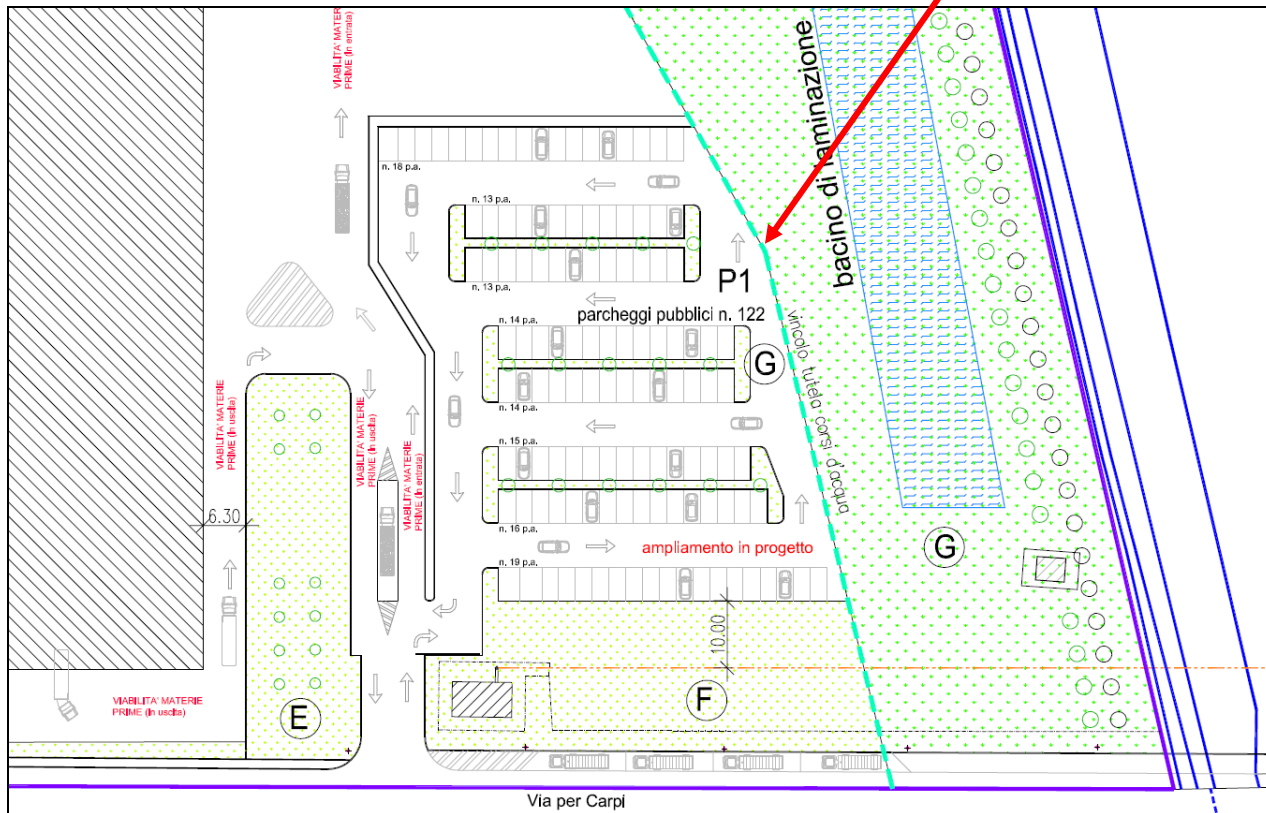 VIABILITA' MATERIE
PRIME (in entrata)
bacino di laminazione
n. 18 p.a.
n. 13 p.a.
n. 13 p.a.
P1
parcheggi pubblici n. 122
n. 14 p.a.
G
vincolo tutela corsi d'acqua
n. 14 p.a.
VIABILITA' MATERIE
PRIME (in uscita)
VIABILITA' MATERIE
PRIME (in uscita)
VIABILITA' MATERIE
PRIME (in entrata)
n. 15 p.a.
6.30
n. 16 p.a.
ampliamento in progetto
G
n. 19 p.a.
10.00
VIABILITA' MATERIE
PRIME (in uscita)
E
F
Via per Carpi